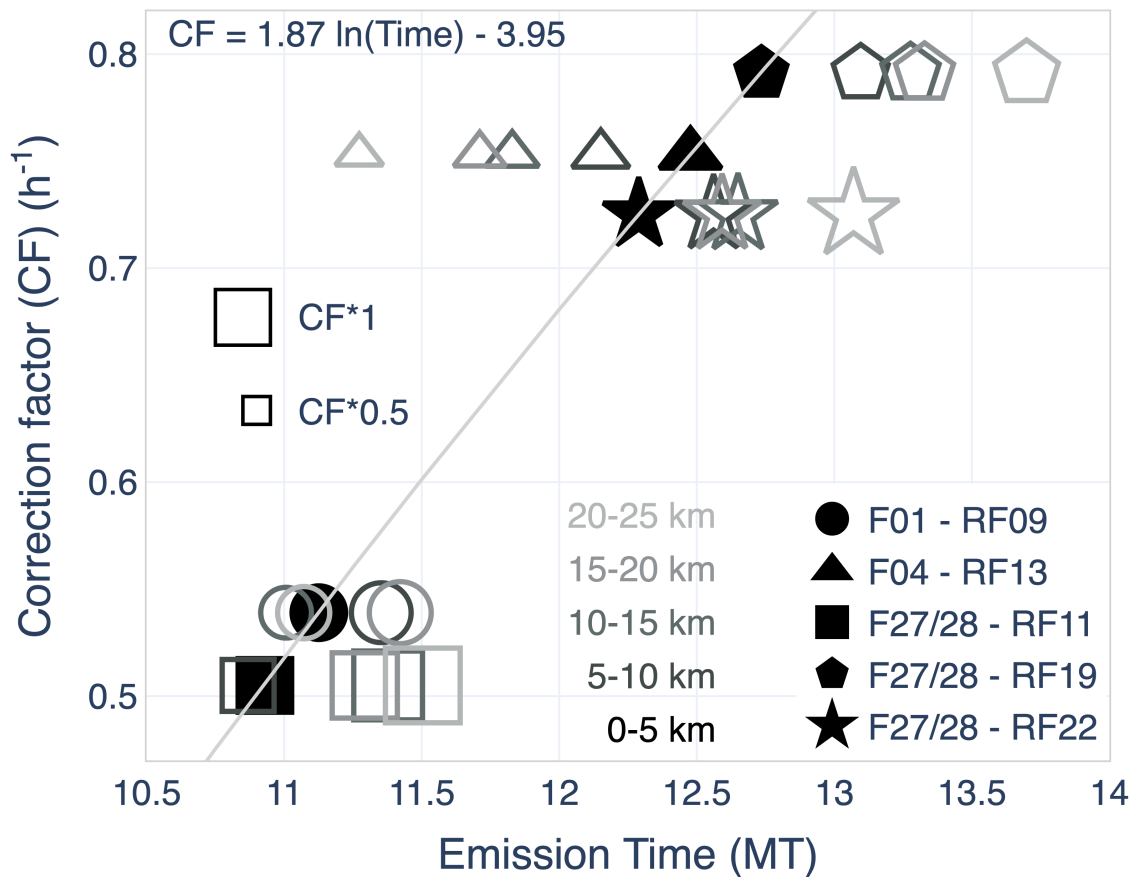 CF = 1.87 ln(Time) - 3.95
Correction factor (CF) (h⁻¹)
0.8
0.7
0.6
0.5
CF*1
CF*0.5
20-25 km
15-20 km
10-15 km
5-10 km
0-5 km
F01 - RF09
F04 - RF13
F27/28 - RF11
F27/28 - RF19
F27/28 - RF22
10.5 11 11.5 12 12.5 13 13.5 14
Emission Time (MT)